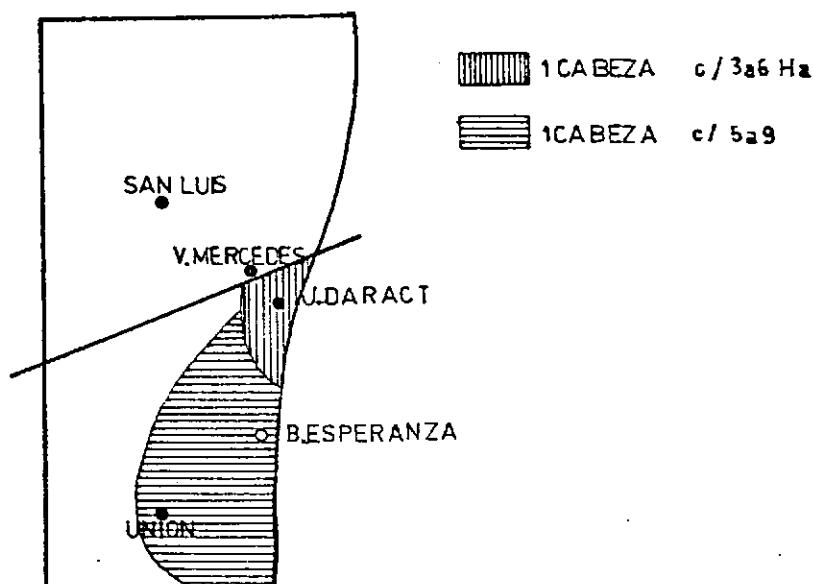 1 CABEZA c/ 3a6 Ha
1 CABEZA c/ 5a9
SAN LUIS
V. MERCEDES
J. DARACT
B. ESPERANZA
UNION